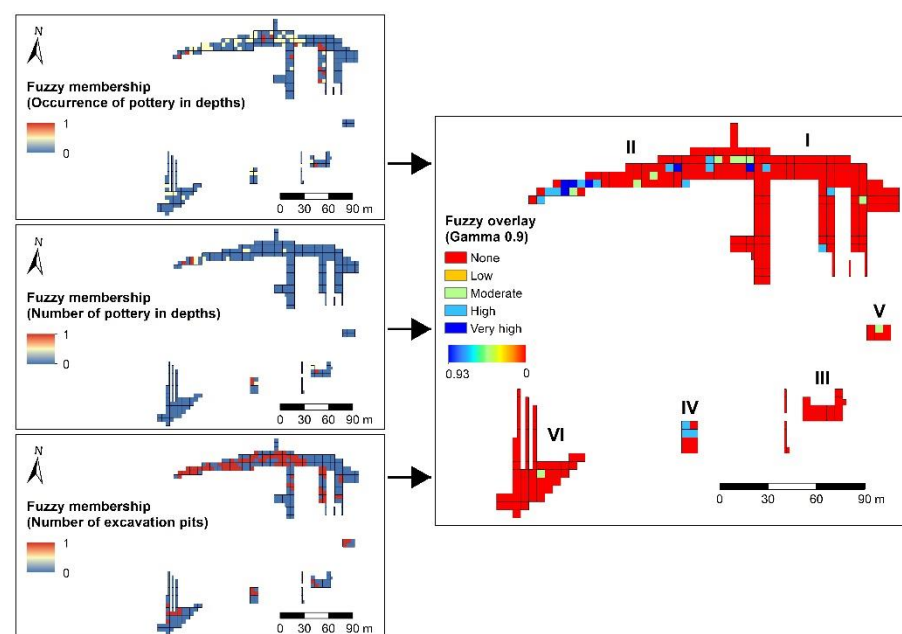 N
Fuzzy membership
(Occurrence of pottery in depths)
1
0
0 30 60 90 m
N
Fuzzy membership
(Number of pottery in depths)
1
0
0 30 60 90 m
N
Fuzzy membership
(Number of excavation pits)
1
0
0 30 60 90 m
I
II
Fuzzy overlay
(Gamma 0.9)
None
Low
Moderate
High
Very high
0.93 0
V
III
IV
VI
0 30 60 90 m